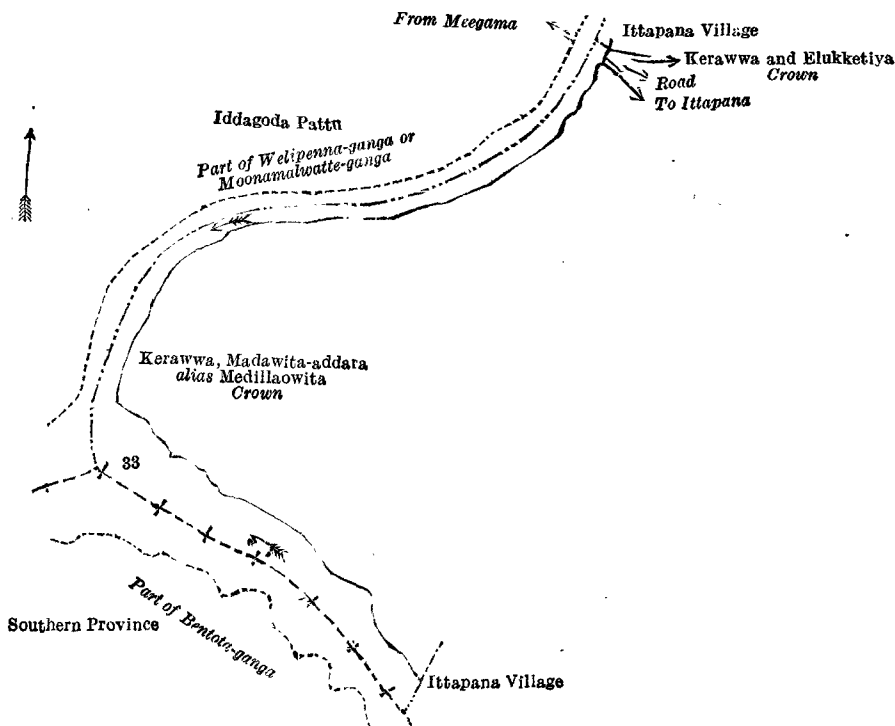 From Meegama
Ittapana Village
Kerawwa and Elukketiya
Crown
Road
To Ittapana
Iddagoda Pattu
Part of Welipenna-ganga or
Moonamalwatte-ganga
Kerawwa, Madawita-addara
alias Medillaowita
Crown
33
Part of Bentota-ganga
Southern Province
Ittapana Village